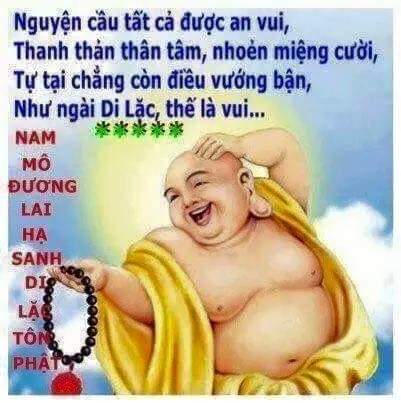 Nguyện cầu tất cả được an vui,
Thanh thản thân tâm, nhoẻn miệng cười,
Tự tại chẳng còn điều vướng bận,
Như ngài Di Lặc, thế là vui...
NAM
MÔ
ĐƯƠNG
LAI
HẠ
SANH
DI
LẶC
TÔN
PHẬT